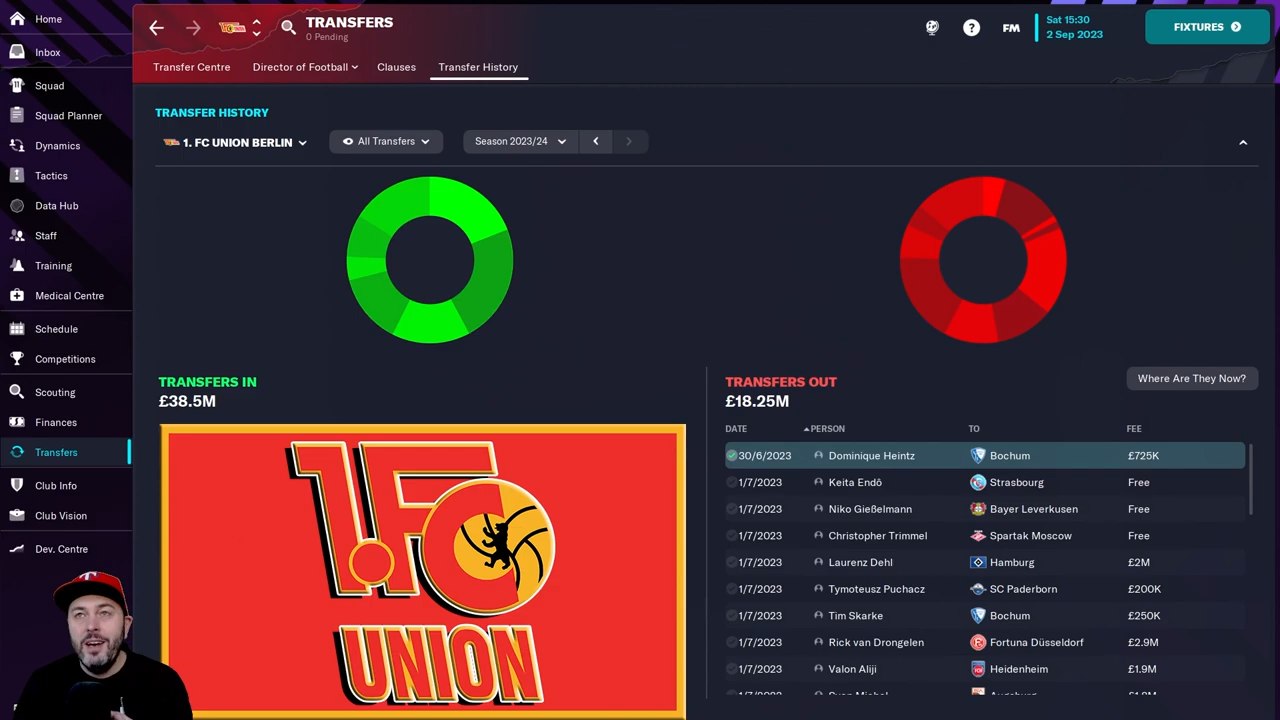 Home
Inbox
Squad
Squad Planner
Dynamics
Tactics
Data Hub
Staff
Training
Medical Centre
Schedule
Competitions
Scouting
Finances
Transfers
Club Info
Club Vision
Dev. Centre
TRANSFERS
0 Pending
FM
Sat 15:30
2 Sep 2023
FIXTURES
Transfer Centre Director of Football Clauses Transfer History
TRANSFER HISTORY
1. FC UNION BERLIN All Transfers Season 2023/24
TRANSFERS IN
£38.5M
1.FC
UNION
TRANSFERS OUT
£18.25M
Where Are They Now?
DATE PERSON TO FEE
30/6/2023 Dominique Heintz Bochum £725K
1/7/2023 Keita Endō Strasbourg Free
1/7/2023 Niko Gießelmann Bayer Leverkusen Free
1/7/2023 Christopher Trimmel Spartak Moscow Free
1/7/2023 Laurenz Dehl Hamburg £2M
1/7/2023 Tymoteusz Puchacz SC Paderborn £200K
1/7/2023 Tim Skarke Bochum £250K
1/7/2023 Rick van Drongelen Fortuna Düsseldorf £2.9M
1/7/2023 Valon Aliji Heidenheim £1.9M